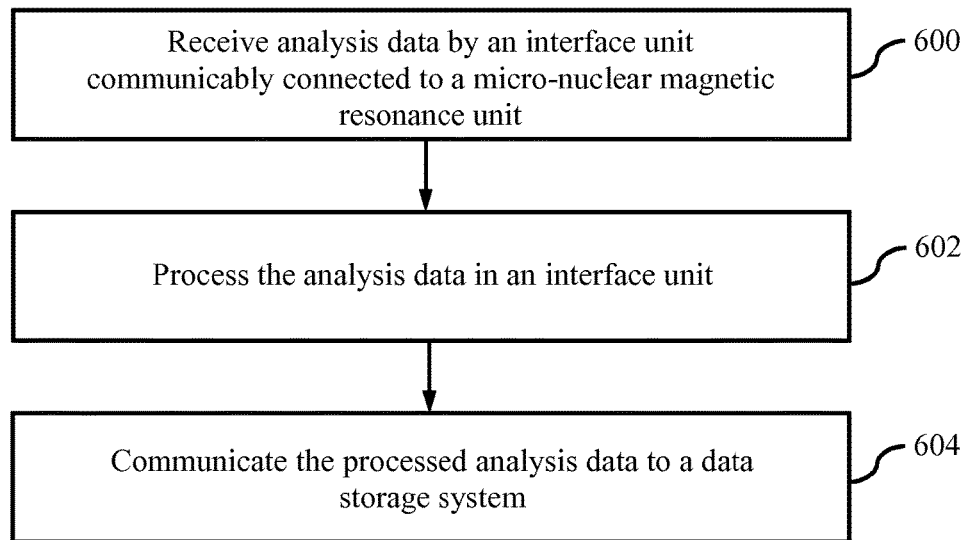 Receive analysis data by an interface unit
communicably connected to a micro-nuclear magnetic
resonance unit
600
Process the analysis data in an interface unit
602
Communicate the processed analysis data to a data
storage system
604